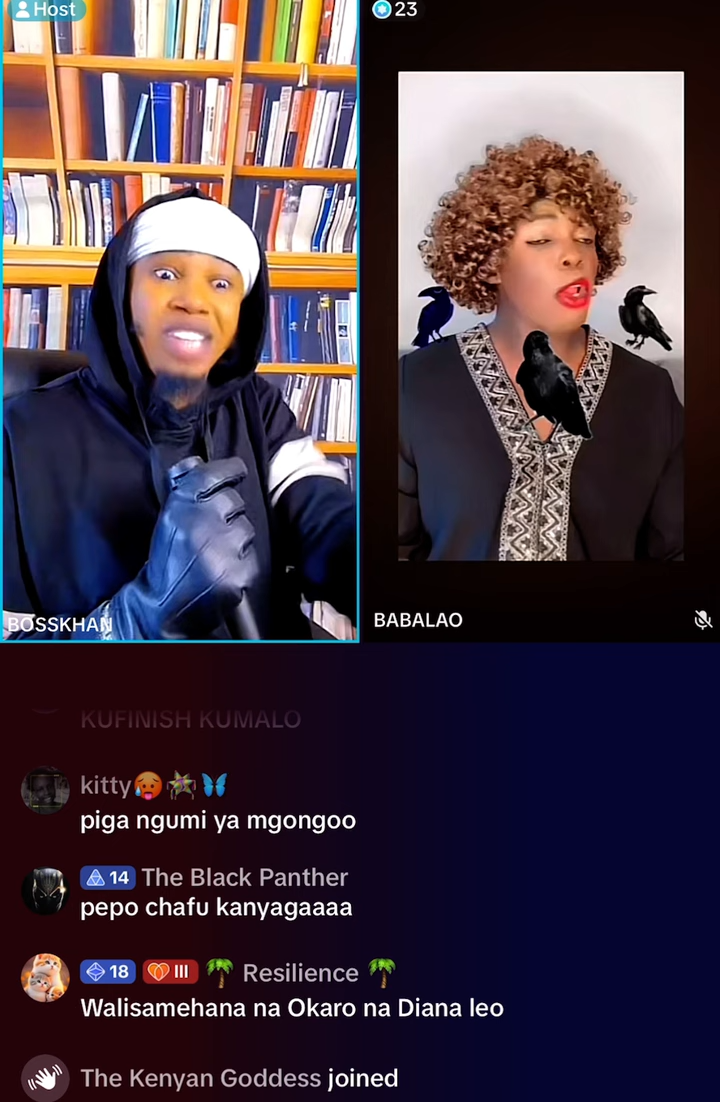 Host
23
BOSSKHAN
BABALAO
KUFINISH KUMALO
kitty🥵🦋
piga ngumi ya mgongoo
14 The Black Panther
pepo chafu kanyagaaaa
18 III 🌴 Resilience 🌴
Walisamehana na Okaro na Diana leo
The Kenyan Goddess joined